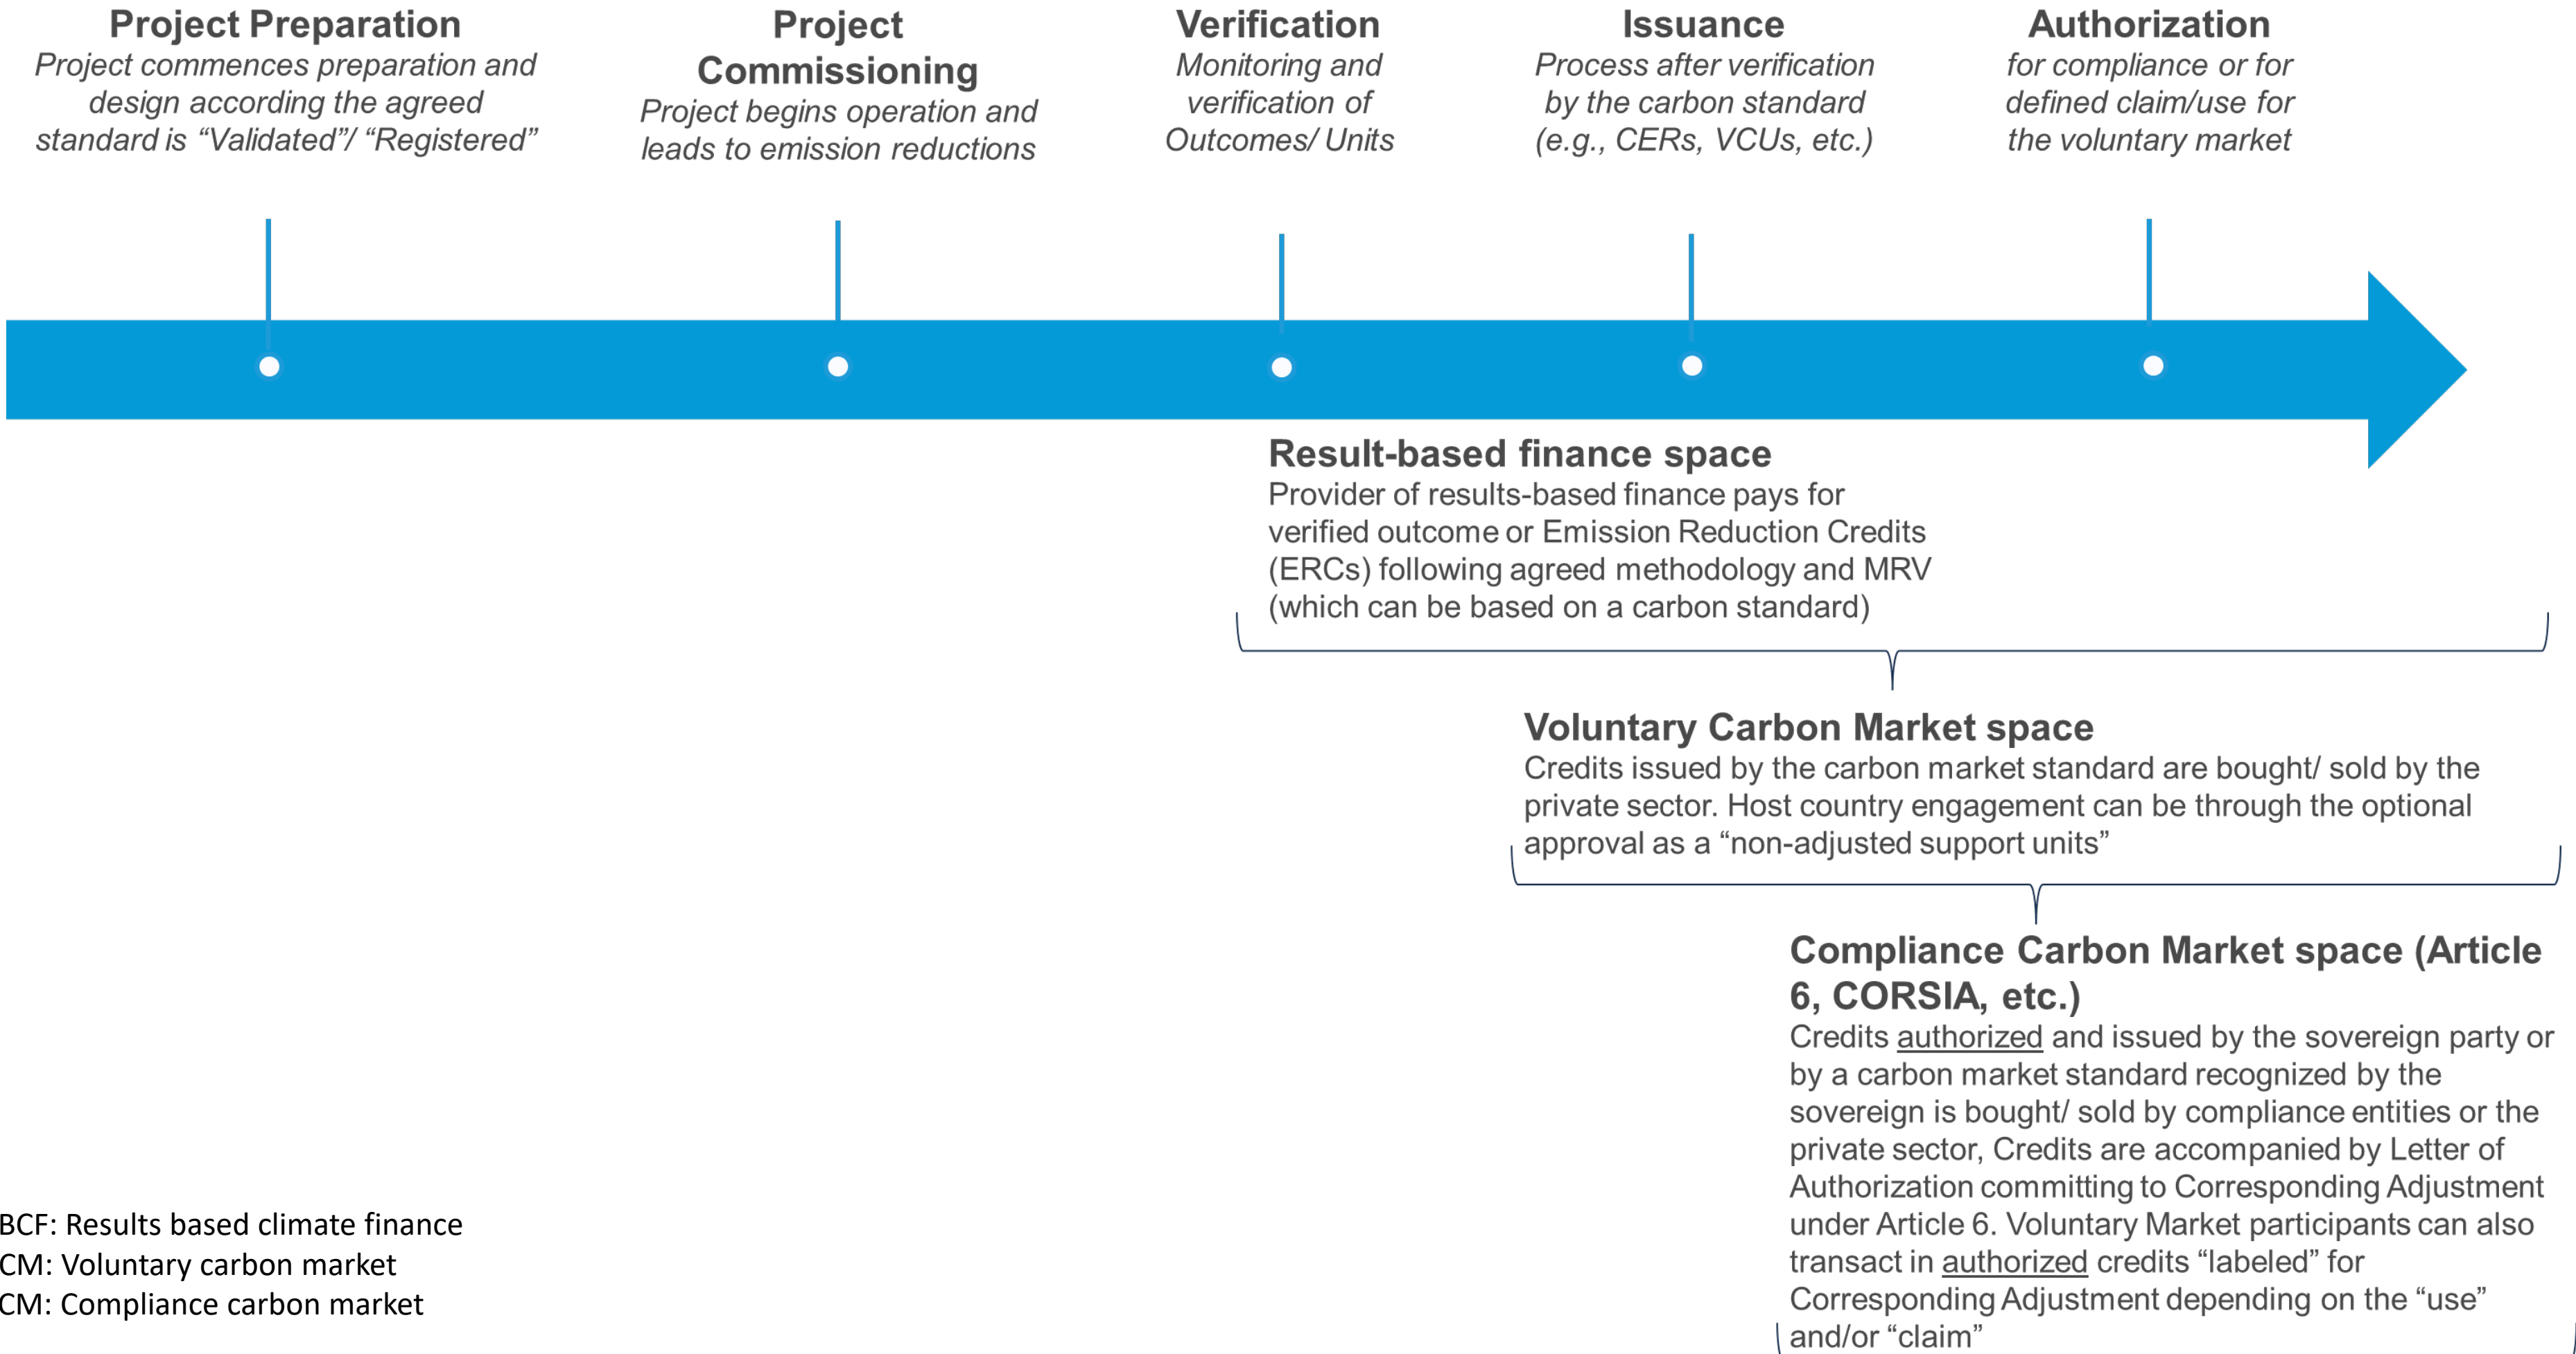 Project Preparation
Project commences preparation and
design according the agreed
standard is “Validated”/ “Registered”
Project
Commissioning
Project begins operation and
leads to emission reductions
Verification
Monitoring and
verification of
Outcomes/ Units
Issuance
Process after verification
by the carbon standard
(e.g., CERs, VCUs, etc.)
Authorization
for compliance or for
defined claim/use for
the voluntary market
Result-based finance space
Provider of results-based finance pays for
verified outcome or Emission Reduction Credits
(ERCs) following agreed methodology and MRV
(which can be based on a carbon standard)
Voluntary Carbon Market space
Credits issued by the carbon market standard are bought/ sold by the
private sector. Host country engagement can be through the optional
approval as a “non-adjusted support units”
Compliance Carbon Market space (Article
6, CORSIA, etc.)
Credits authorized and issued by the sovereign party or
by a carbon market standard recognized by the
sovereign is bought/ sold by compliance entities or the
private sector, Credits are accompanied by Letter of
Authorization committing to Corresponding Adjustment
under Article 6. Voluntary Market participants can also
transact in authorized credits “labeled” for
Corresponding Adjustment depending on the “use”
and/or “claim”
BCF: Results based climate finance
CM: Voluntary carbon market
CM: Compliance carbon market